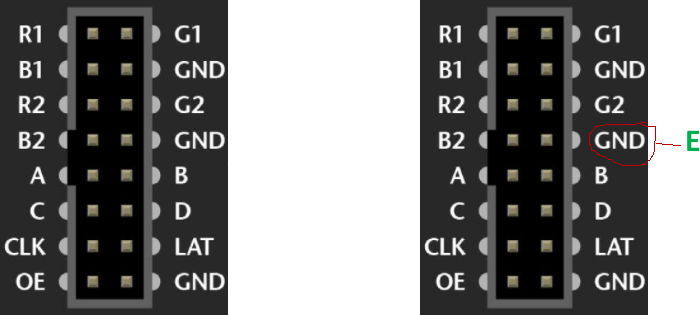 R1 G1 R1 G1
B1 GND B1 GND
R2 G2 R2 G2
B2 GND B2 GND E
A B A B
C D C D
CLK LAT CLK LAT
OE GND OE GND